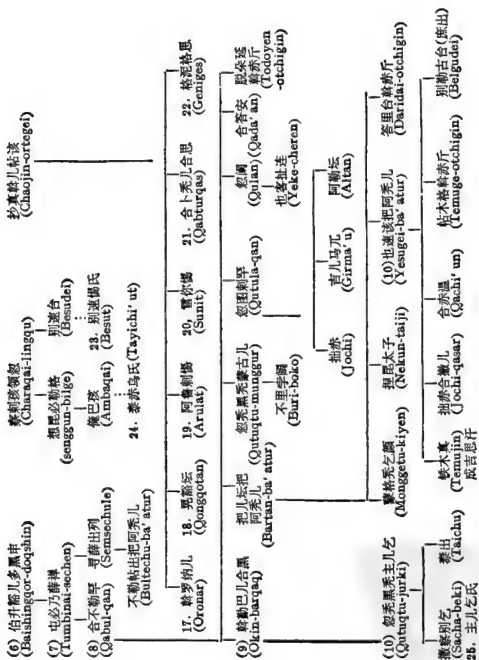 (6) 伯升豁儿多黑申 察剌孩领忽 抄真斡儿帖该
(Baishingqor-doqshin) (Charaqai-lingqu) (Chaojin-ortegei)
(7) 屯必乃薛禅 想昆必勒格 别速台
(Tumbinai-sechen) (senggun-bilge) (Besudei)
(8) 合不勒罕 挦薛出列 俺巴孩 23. 别速惕氏
(Qabul-qan) (Semsechule) (Ambaqai) (Besut)
不勒帖出把阿秃儿 24. 泰赤乌氏(Tayichi'ut)
(Bultechu-ba'atur)
17. 斡罗纳儿 18. 晃豁坛 19. 阿鲁剌惕 20. 雪你惕 21. 合卜秃儿合思 22. 格泥格思
(Oronar) (Qongqotan) (Arulat) (Sunit) (Qabturqas) (Geniges)
(9) 斡勤巴儿合黑 把儿坛把 忽秃黑秃蒙古儿 忽图剌罕 忽阑 合答安 脱朵延
(Okin-barqaq) 阿秃儿 (Qutuqtu-munggur) (Qutula-qan) (Qulan) (Qada'an) 斡赤斤
(Bartan-ba'atur) (Todoyen
-otchigin)
不里孛阔 也客扯连
(Buri-boko) (Yeke-cheren)
拙赤 吉儿马兀 阿勒坛
(Jochi) (Girma'u) (Altan)
(10) 忽秃黑秃主儿乞 蒙格秃乞颜 捏昆太子 (10)也速该把阿秃儿 答里台斡赤斤
(Qutuqtu-jurki) (Monggetu-kiyen) (Nekun-taiji) (Yesugei-ba'atur) (Daridai-otchigin)
撒察别乞 泰出 铁木真 拙赤合撒儿 合赤温 帖木格斡赤斤 别勒古台(庶出)
(Sacha-beki) (Taichu) (Temujin) (Jochi-qasar) (Qachi'un) (Temuge-otchigin) (Belgudei)
25. 主儿乞氏 成吉思汗